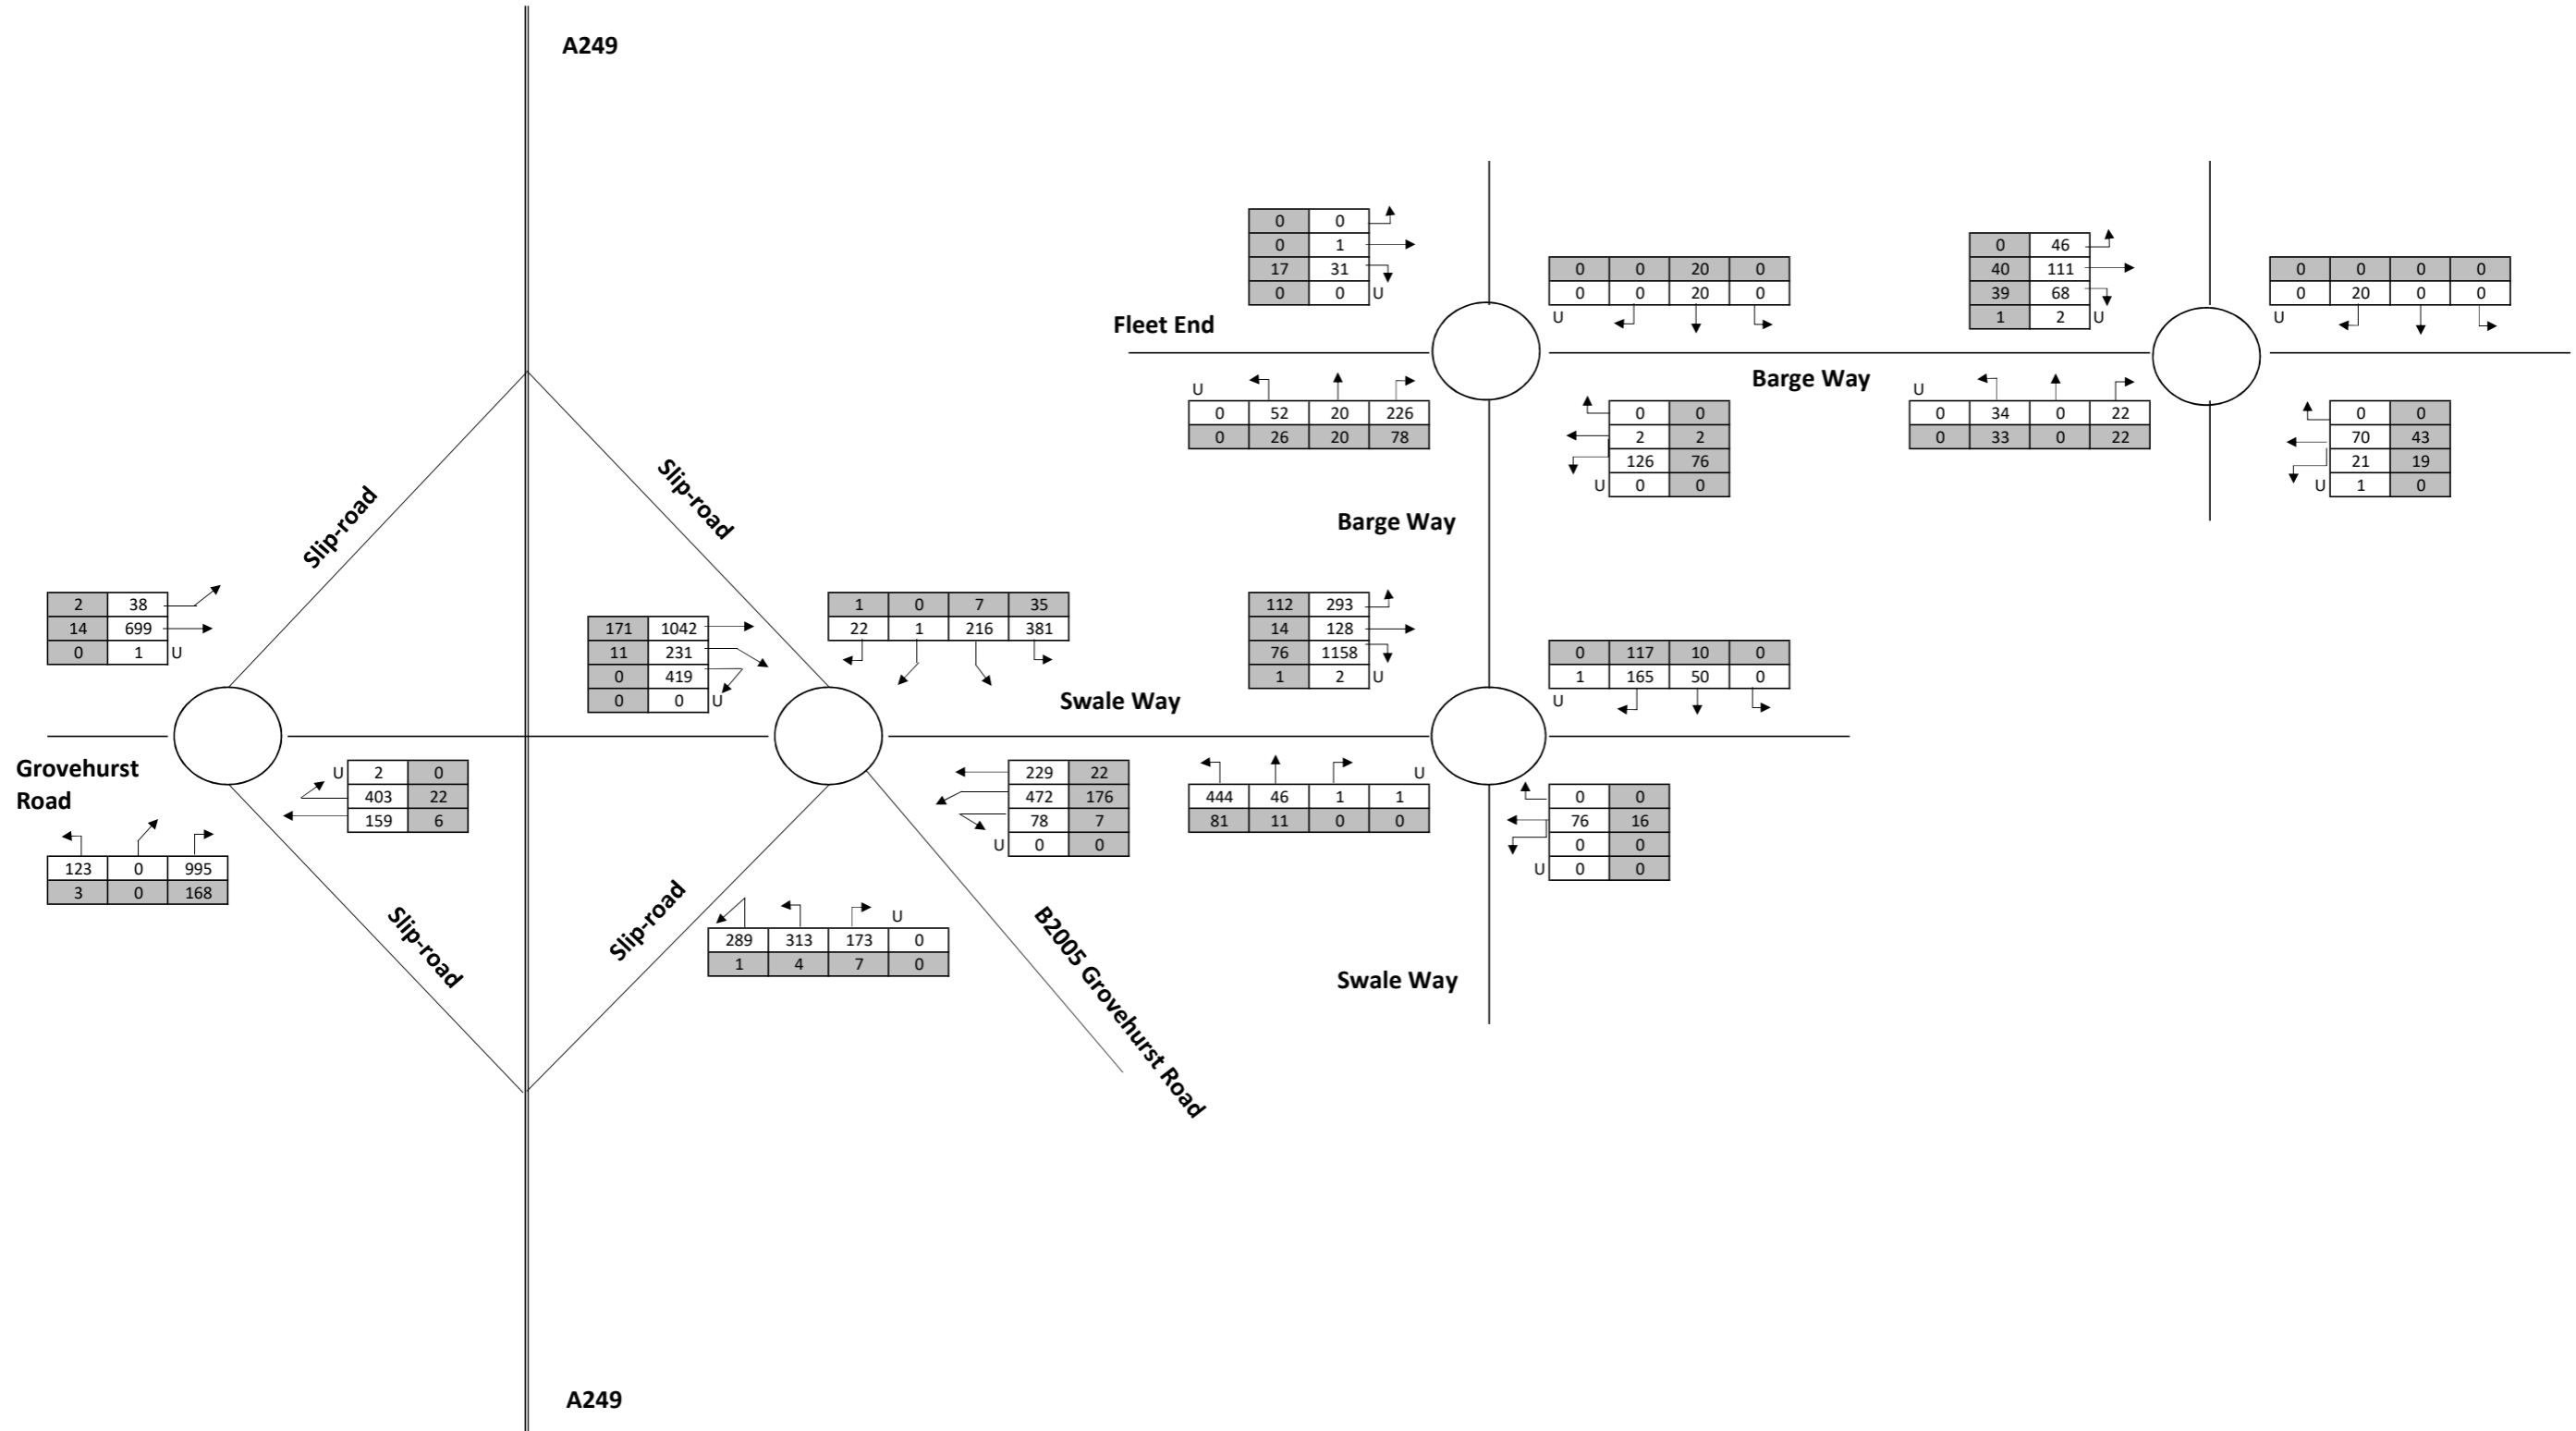 A249
0 0
0 1
17 31
0 0 U
0 0 20 0
0 0 20 0
U
0 46
40 111
39 68
1 2 U
0 0 0 0
0 20 0 0
U
Fleet End
Barge Way
U
0 52 20 226
0 26 20 78
0 0
2 2
126 76
U 0 0
U
0 34 0 22
0 33 0 22
0 0
70 43
21 19
U 1 0
Slip-road
Slip-road
Barge Way
2 38
14 699
0 1 U
171 1042
11 231
0 419
0 0 U
1 0 7 35
22 1 216 381
Swale Way
112 293
14 128
76 1158
1 2 U
0 117 10 0
1 165 50 0
U
Grovehurst
Road
U 2 0
403 22
159 6
123 0 995
3 0 168
229 22
472 176
78 7
U 0 0
U
444 46 1 1
81 11 0 0
0 0
76 16
0 0
U 0 0
Slip-road
Slip-road
U
289 313 173 0
1 4 7 0
B2005 Grovehurst Road
Swale Way
A249